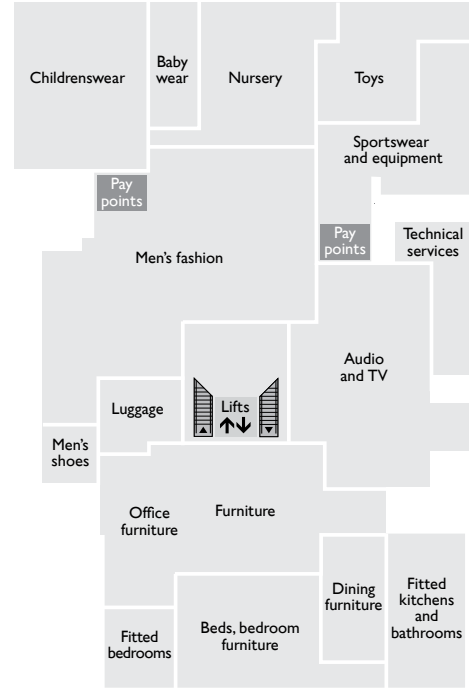 Childrenswear
Baby
wear
Nursery
Toys
Sportswear
and equipment
Pay
points
Pay
points
Technical
services
Men's fashion
Audio
and TV
Luggage
Lifts
Men's
shoes
Office
furniture
Furniture
Dining
furniture
Fitted
kitchens
and
bathrooms
Fitted
bedrooms
Beds, bedroom
furniture